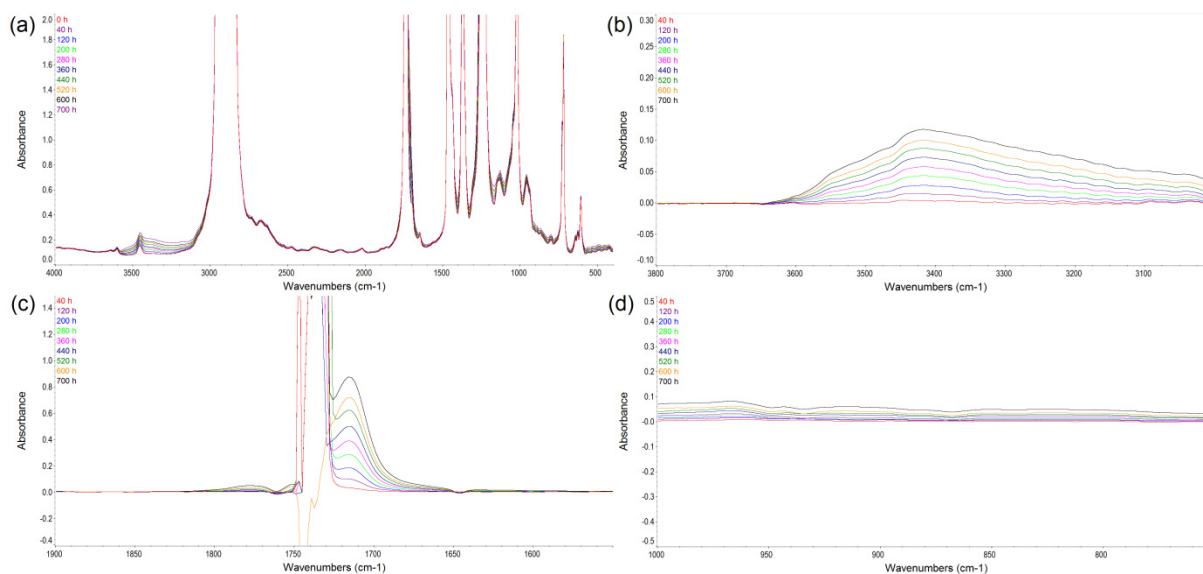 (a)
2.0
1.8
1.6
1.4
1.2
1.0
0.8
0.6
0.4
0.2
0.0
Absorbance
0 h
40 h
120 h
200 h
280 h
360 h
440 h
520 h
600 h
700 h
4000 3500 3000 2500 2000 1500 1000 500
Wavenumbers (cm-1)
(b)
0.30
0.25
0.20
0.15
0.10
0.05
0.00
-0.05
-0.10
Absorbance
40 h
120 h
200 h
280 h
360 h
440 h
520 h
600 h
700 h
3800 3600 3500 3400 3300 3200 3100
Wavenumbers (cm-1)
(c)
1.4
1.2
1.0
0.8
0.6
0.4
0.2
0.0
-0.2
-0.4
Absorbance
40 h
120 h
200 h
280 h
360 h
440 h
520 h
600 h
700 h
1900 1800 1750 1700 1650 1600
Wavenumbers (cm-1)
(d)
0.5
0.4
0.3
0.2
0.1
-0.0
-0.1
-0.2
-0.3
-0.4
-0.5
Absorbance
40 h
120 h
200 h
280 h
360 h
440 h
520 h
600 h
700 h
1000 950 900 850 800
Wavenumbers (cm-1)